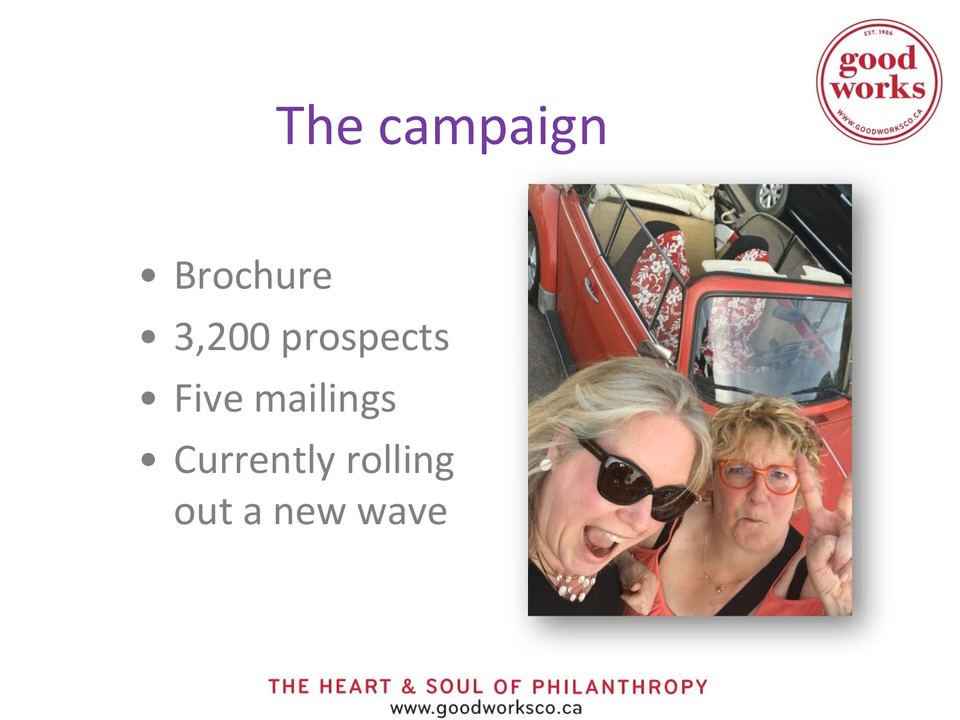 EST. 1986
good
works
WWW.GOODWORKSCO.CA
The campaign
• Brochure
• 3,200 prospects
• Five mailings
• Currently rolling
out a new wave
THE HEART & SOUL OF PHILANTHROPY
www.goodworksco.ca